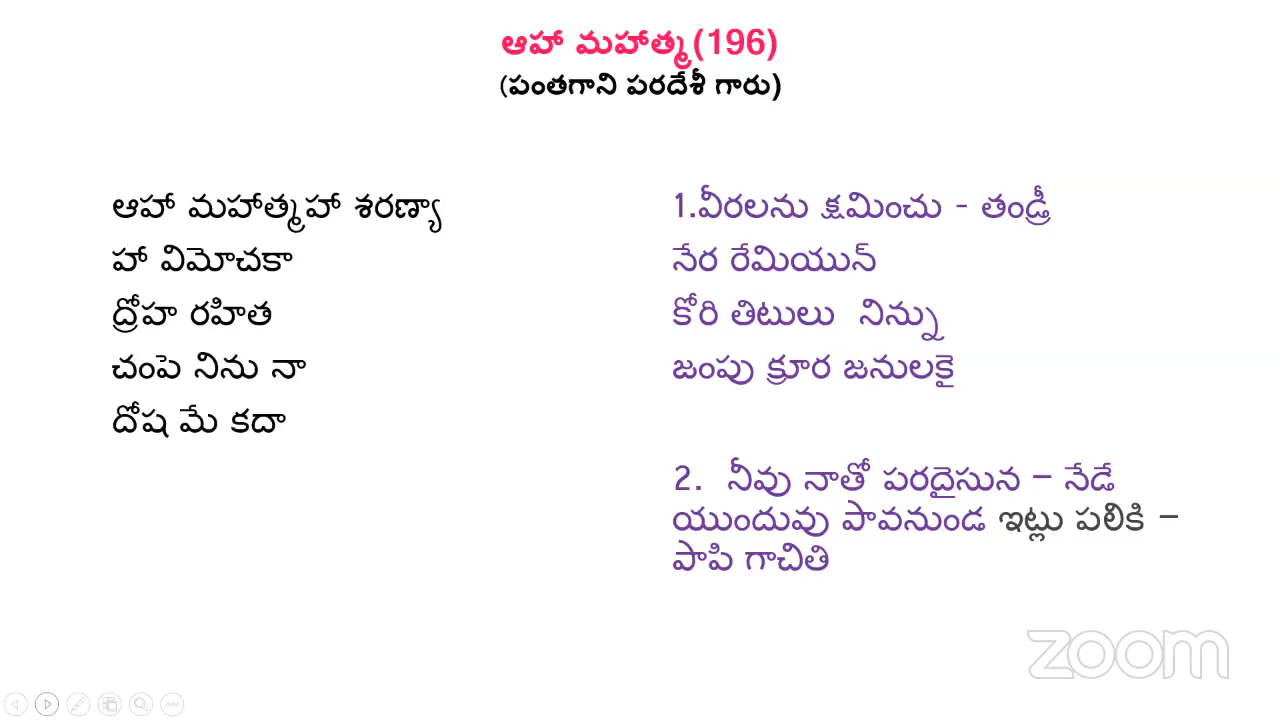 ఆహా మహాత్మ(196)
(పంతగాని పరదేశీ గారు)
ఆహా మహాత్మహా శరణ్యా
హా విమోచకా
ద్రోహ రహిత
చంపె నిను నా
దోష మే కదా
1.వీరలను క్షమించు - తండ్రీ
నేర రేమియున్
కోరి తిటులు నిన్ను
జంపు క్రూర జనులకై
2. నీవు నాతో పరదైసున – నేడే
యుందువు పావనుండ ఇట్లు పలికి –
పాపి గాచితి
zoom